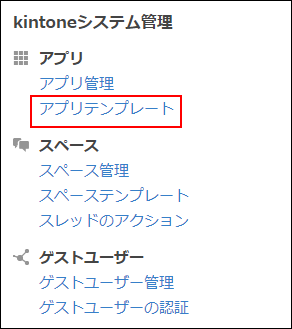 kintoneシステム管理
アプリ
アプリ管理
アプリテンプレート
スペース
スペース管理
スペーステンプレート
スレッドのアクション
ゲストユーザー
ゲストユーザー管理
ゲストユーザーの認証